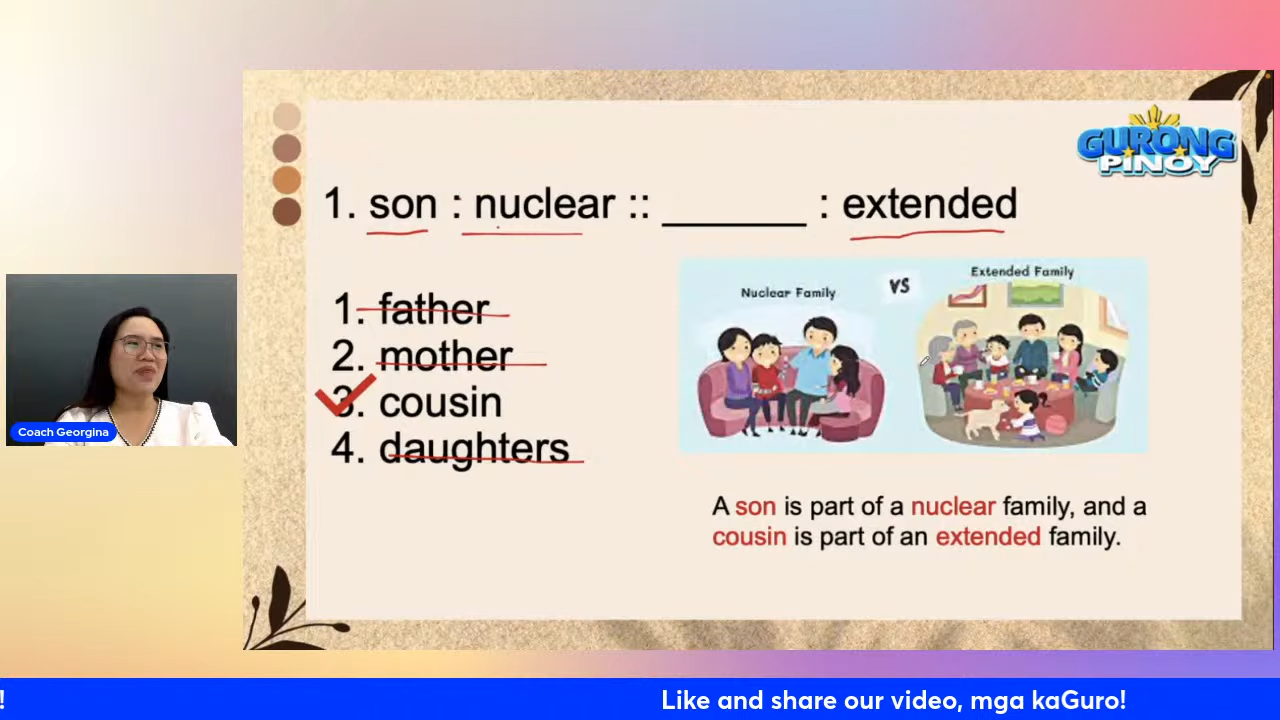 GURONG
PINOY
1. son : nuclear :: ______ : extended
1. father
2. mother
3. cousin
4. daughters
Nuclear Family
VS
Extended Family
A son is part of a nuclear family, and a
cousin is part of an extended family.
Coach Georgina
!
Like and share our video, mga kaGuro!